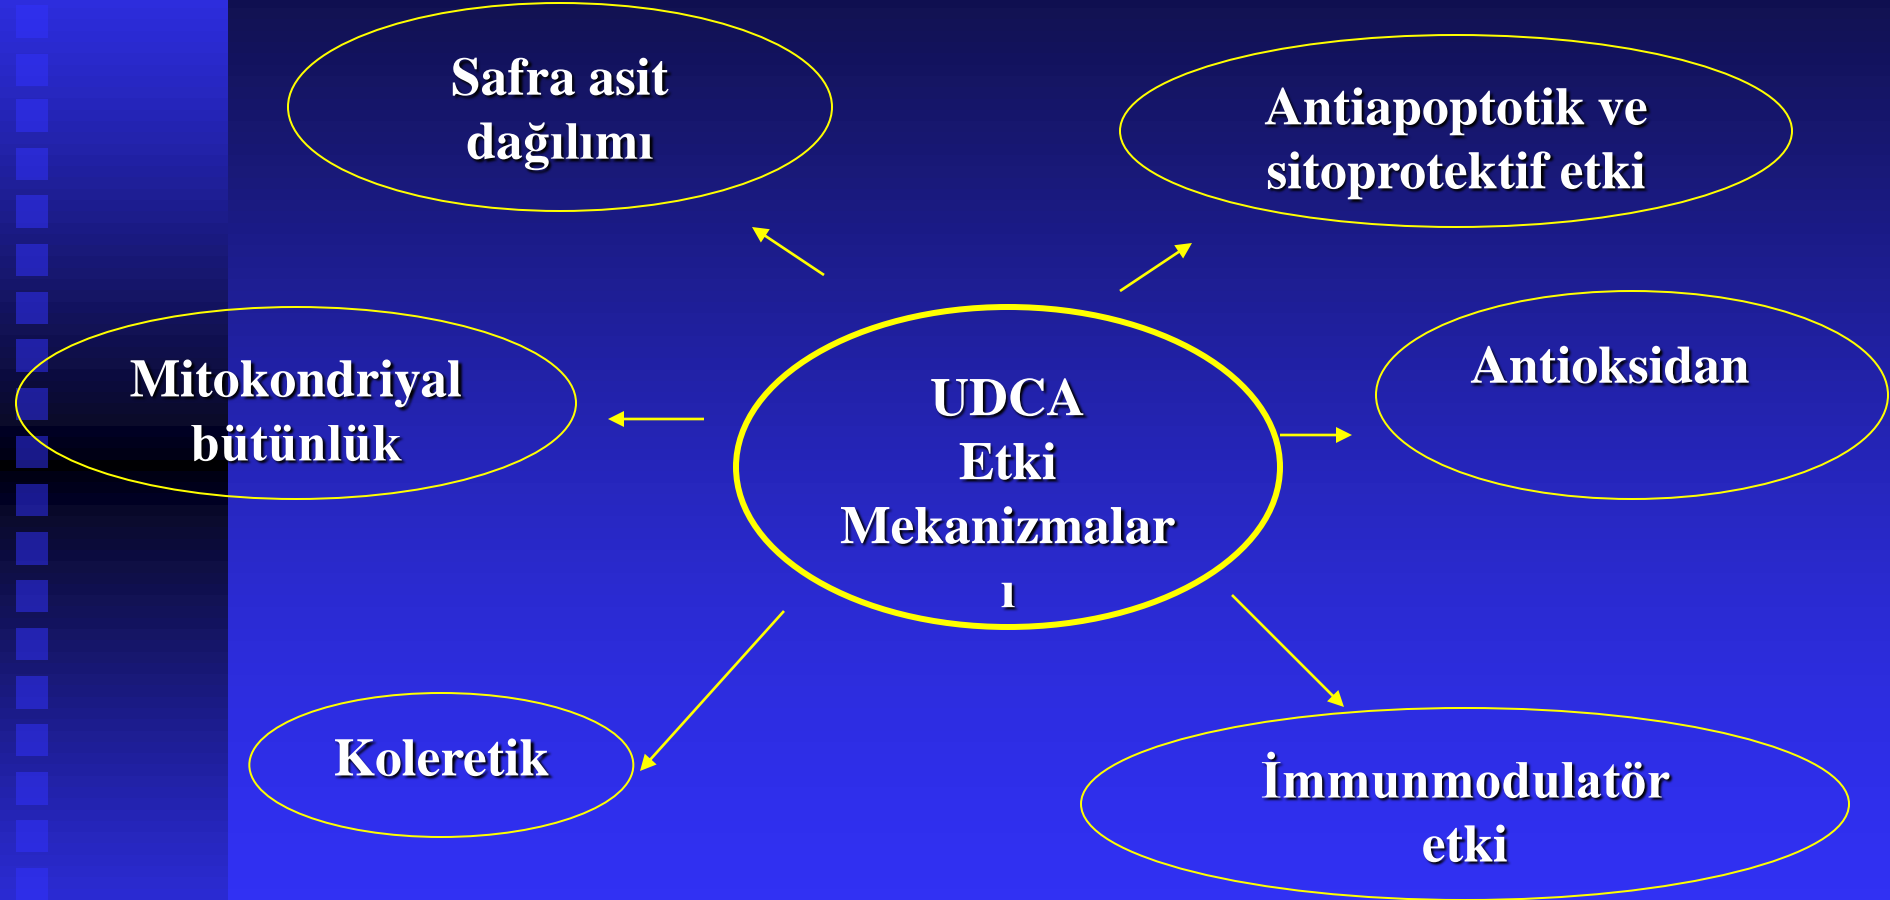 Safra asit
dağılımı
Antiapoptotik ve
sitoprotektif etki
Mitokondriyal
bütünlük
UDCA
Etki
Mekanizmalar
ı
Antioksidan
Koleretik
İmmunmodulatör
etki